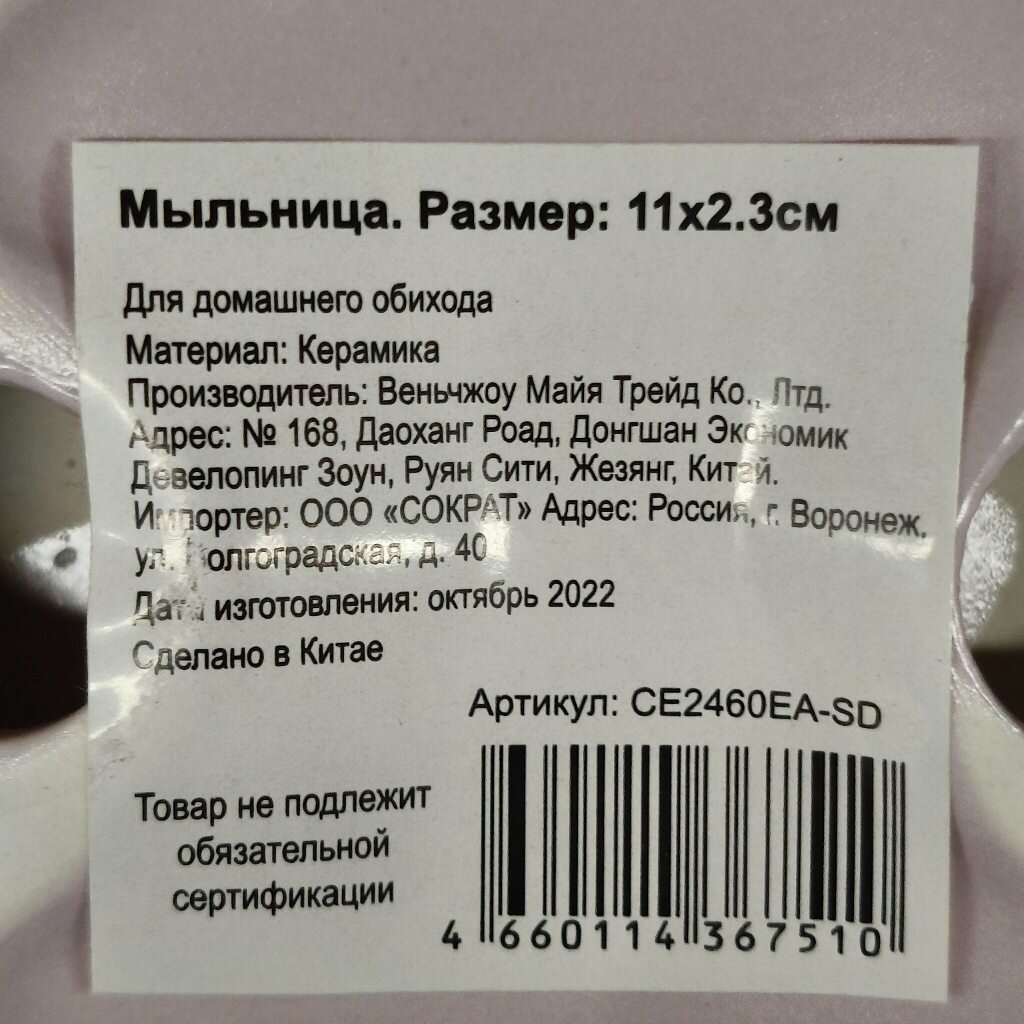 Мыльница. Размер: 11х2.3см
Для домашнего обихода
Материал: Керамика
Производитель: Веньчжоу Майя Трейд Ко., Лтд.
Адрес: № 168, Даоханг Роад, Донгшан Экономик
Девелопинг Зоун, Руян Сити, Жезянг, Китай.
Импортер: ООО «СОКРАТ» Адрес: Россия, г. Воронеж,
ул. Волгоградская, д. 40
Дата изготовления: октябрь 2022
Сделано в Китае
Артикул: CE2460EA-SD
Товар не подлежит
обязательной
сертификации
4 660114 367510